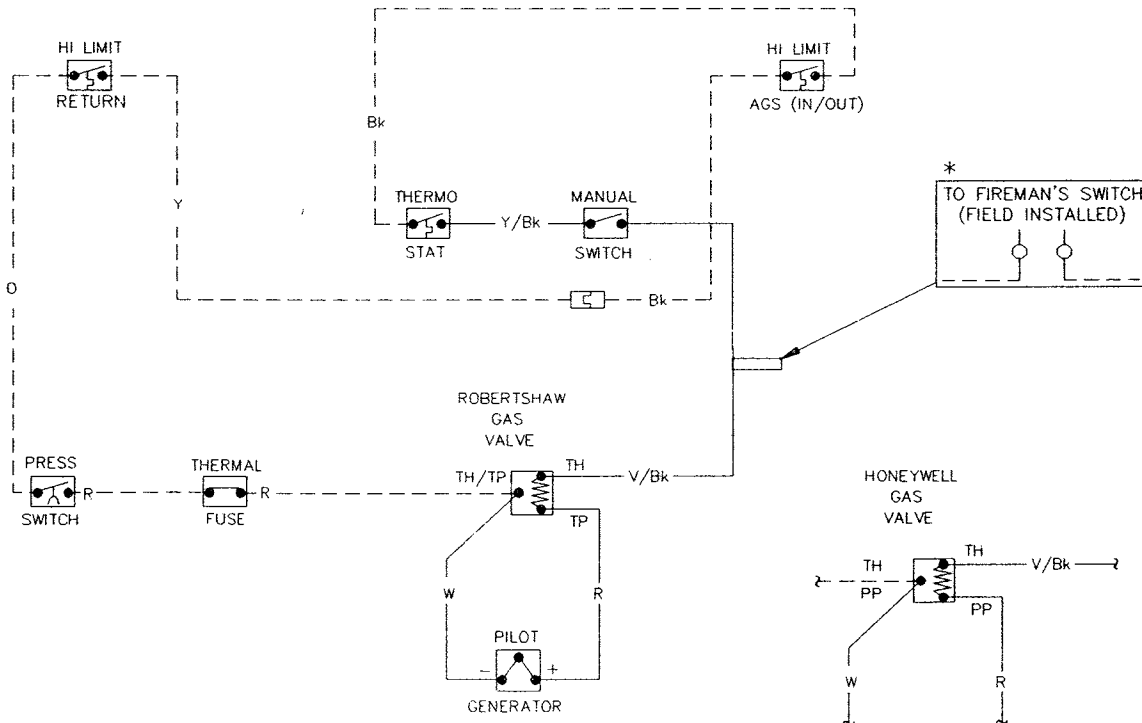 HI LIMIT
RETURN
HI LIMIT
AGS (IN/OUT)
Bk
*
TO FIREMAN'S SWITCH
(FIELD INSTALLED)
THERMO
STAT
Y/Bk
MANUAL
SWITCH
Y
O
Bk
ROBERTSHAW
GAS
VALVE
PRESS
SWITCH
R
THERMAL
FUSE
R
TH/TP
TH
V/Bk
TP
W
R
PILOT
- +
GENERATOR
HONEYWELL
GAS
VALVE
TH
PP
TH
V/Bk
PP
W
R